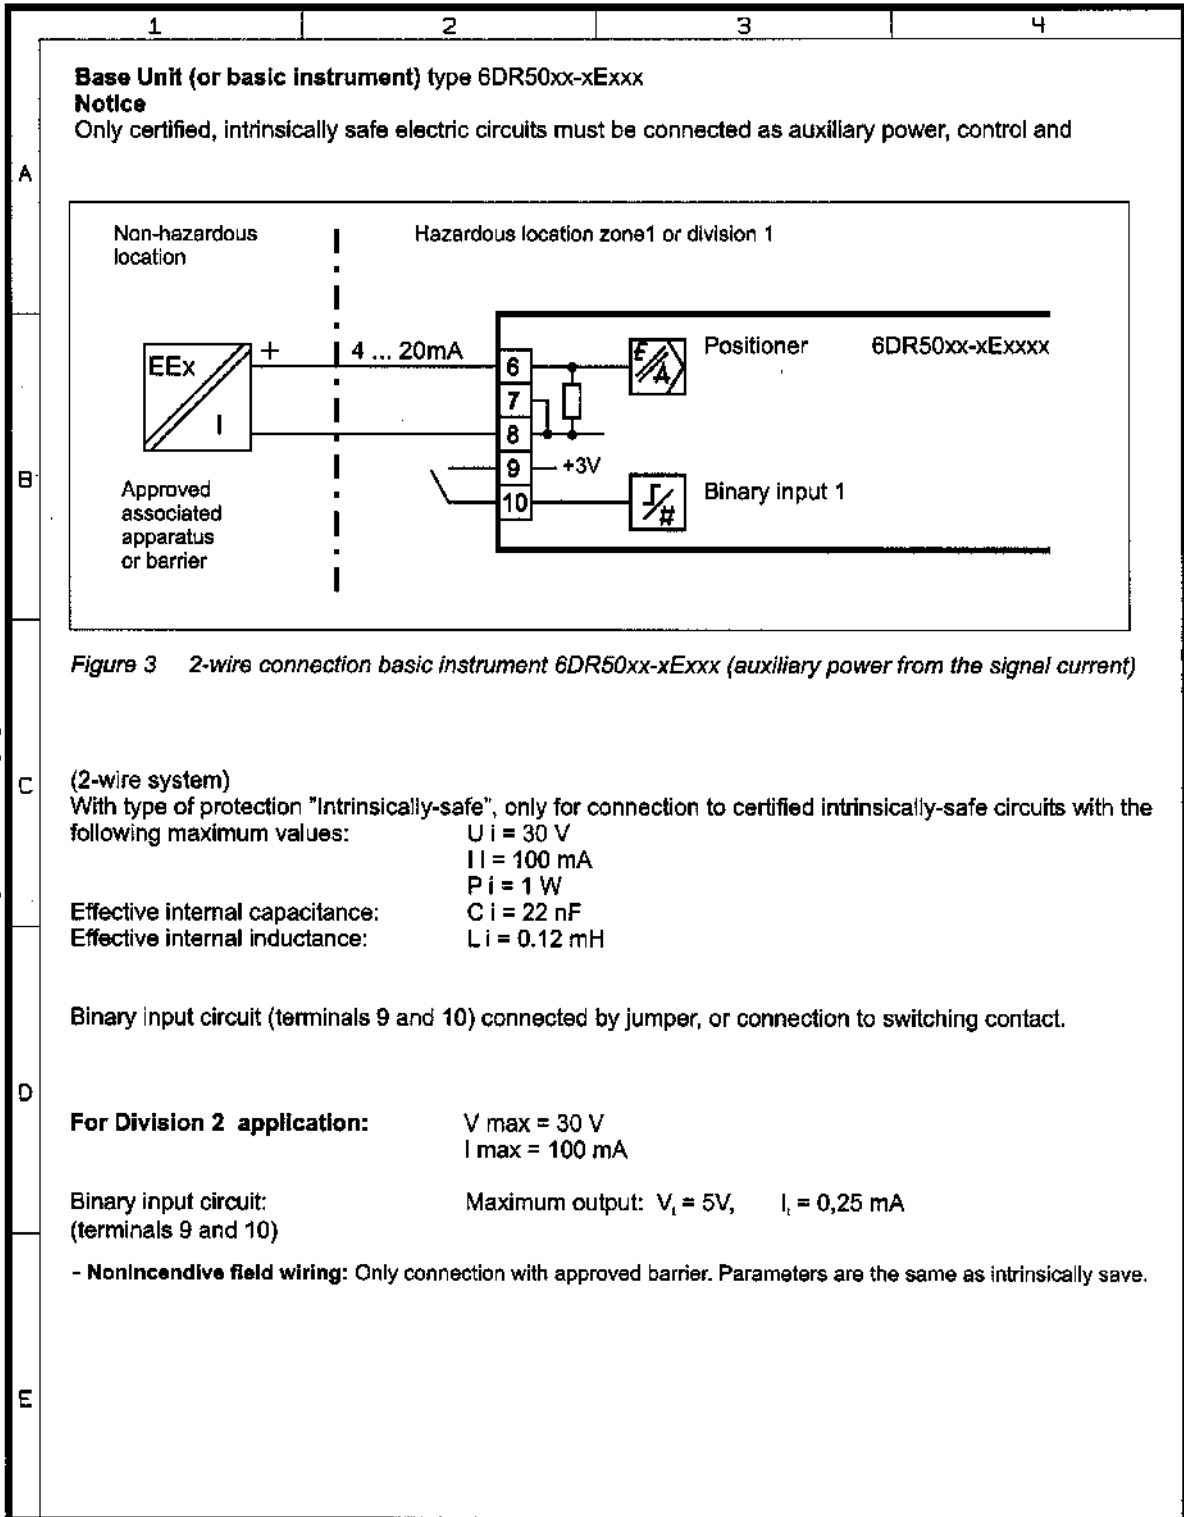 1 2 3 4
Base Unit (or basic instrument) type 6DR50xx-xExxx
Notice
Only certified, intrinsically safe electric circuits must be connected as auxiliary power, control and
A
Non-hazardous
location
Hazardous location zone1 or division 1
EEx
I
+
4 ... 20mA
6
7
8
9
10
+3V
E
A
Positioner
6DR50xx-xExxxx
#
Binary input 1
B
Approved
associated
apparatus
or barrier
Figure 3 2-wire connection basic instrument 6DR50xx-xExxx (auxiliary power from the signal current)
C
(2-wire system)
With type of protection "Intrinsically-safe", only for connection to certified intrinsically-safe circuits with the
following maximum values: U i = 30 V
I I = 100 mA
P i = 1 W
Effective internal capacitance: C i = 22 nF
Effective internal inductance: L i = 0.12 mH
Binary input circuit (terminals 9 and 10) connected by jumper, or connection to switching contact.
D
For Division 2 application: V max = 30 V
I max = 100 mA
Binary input circuit: Maximum output: Vt = 5V, It = 0,25 mA
(terminals 9 and 10)
- Nonincendive field wiring: Only connection with approved barrier. Parameters are the same as intrinsically save.
E